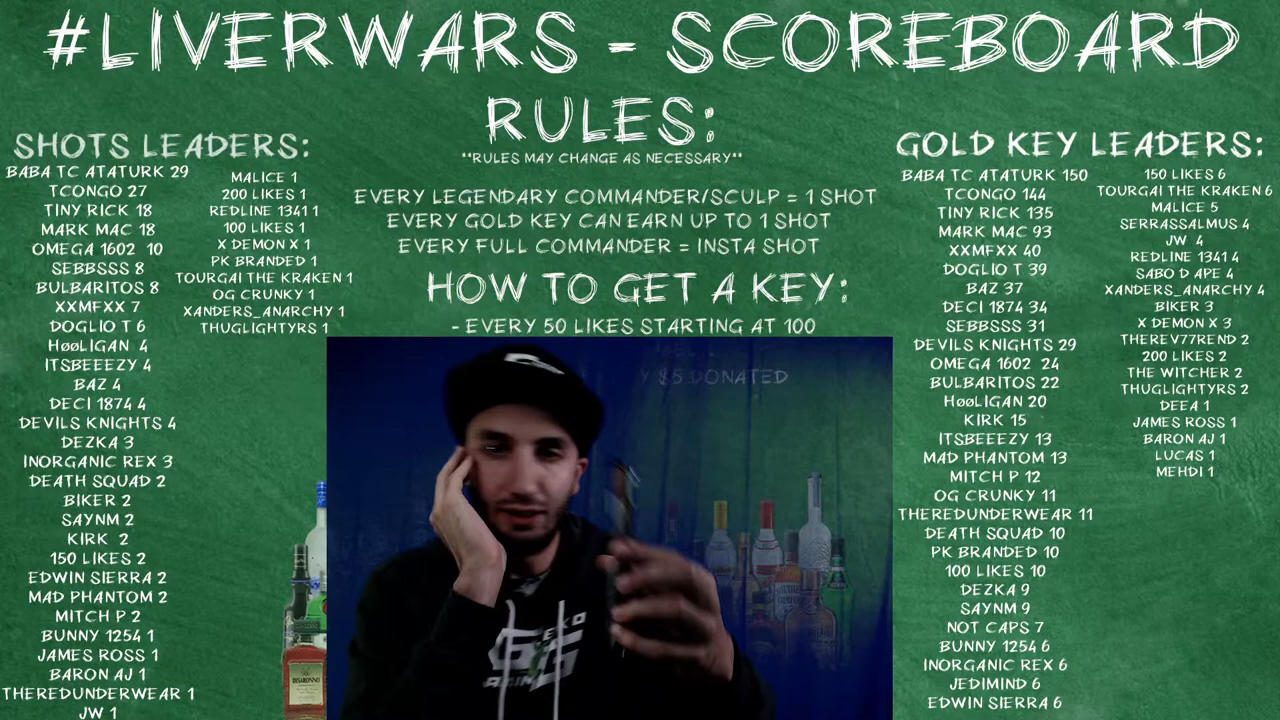 #LIVERWARS - SCOREBOARD
RULES:
**RULES MAY CHANGE AS NECESSARY**
EVERY LEGENDARY COMMANDER/SCULP = 1 SHOT
EVERY GOLD KEY CAN EARN UP TO 1 SHOT
EVERY FULL COMMANDER = INSTA SHOT
HOW TO GET A KEY:
- EVERY 50 LIKES STARTING AT 100
Y $5 DONATED
SHOTS LEADERS:
BABA TC ATATURK 29
TCONGO 27
TINY RICK 18
MARK MAC 18
OMEGA 1602 10
SEBBSSS 8
BULBARITOS 8
XXMFXX 7
DOGLIO T 6
HøøLIGAN 4
ITSBEEEZY 4
BAZ 4
DECI 1874 4
DEVILS KNIGHTS 4
DEZKA 3
INORGANIC REX 3
DEATH SQUAD 2
BIKER 2
SAYNM 2
KIRK 2
150 LIKES 2
EDWIN SIERRA 2
MAD PHANTOM 2
MITCH P 2
BUNNY 1254 1
JAMES ROSS 1
BARON AJ 1
THEREDUNDERWEAR 1
JW 1
MALICE 1
200 LIKES 1
REDLINE 1341 1
100 LIKES 1
X DEMON X 1
PK BRANDED 1
TOURGAI THE KRAKEN 1
OG CRUNKY 1
XANDERS_ANARCHY 1
THUGLIGHTYRS 1
GOLD KEY LEADERS:
BABA TC ATATURK 150
TCONGO 144
TINY RICK 135
MARK MAC 93
XXMFXX 40
DOGLIO T 39
BAZ 37
DECI 1874 34
SEBBSSS 31
DEVILS KNIGHTS 29
OMEGA 1602 24
BULBARITOS 22
HøøLIGAN 20
KIRK 15
ITSBEEEZY 13
MAD PHANTOM 13
MITCH P 12
OG CRUNKY 11
THEREDUNDERWEAR 11
DEATH SQUAD 10
PK BRANDED 10
100 LIKES 10
DEZKA 9
SAYNM 9
NOT CAPS 7
BUNNY 1254 6
INORGANIC REX 6
JEDIMIND 6
EDWIN SIERRA 6
150 LIKES 6
TOURGAI THE KRAKEN 6
MALICE 5
SERRASSALMUS 4
JW 4
REDLINE 1341 4
SABO D APE 4
XANDERS_ANARCHY 4
BIKER 3
X DEMON X 3
THEREV77REND 2
200 LIKES 2
THE WITCHER 2
THUGLIGHTYRS 2
DEEA 1
JAMES ROSS 1
BARON AJ 1
LUCAS 1
MEHDI 1
DISARONNO